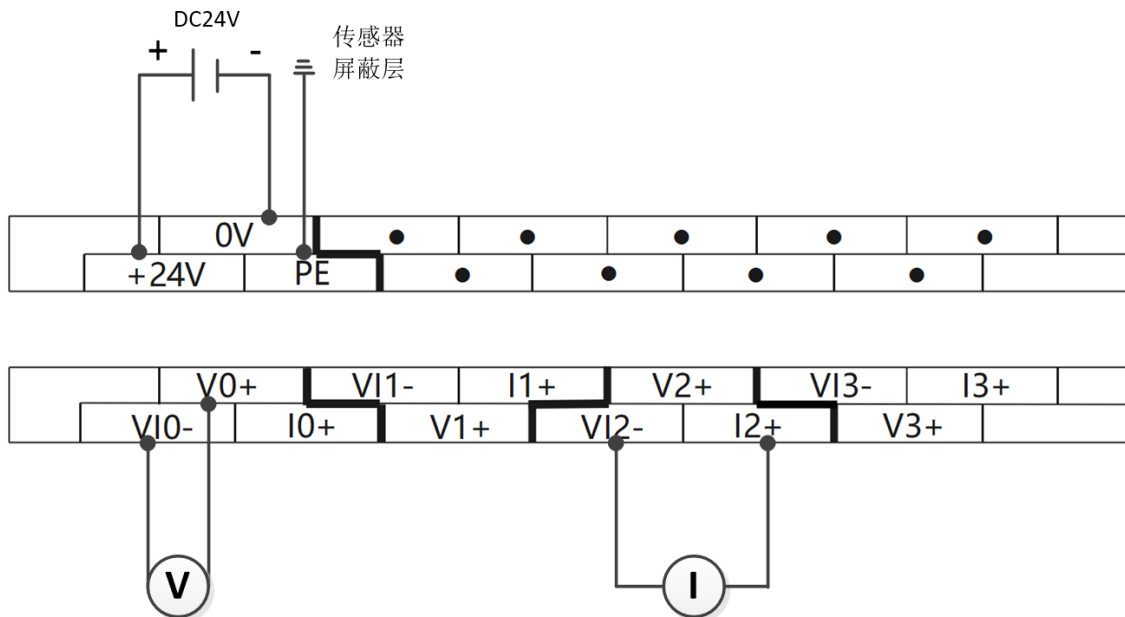 DC24V
+ -
传感器
屏蔽层
0V ● ● ● ● ●
+24V PE ● ● ● ●
V0+ VI1- I1+ V2+ VI3- I3+
VI0- I0+ V1+ VI2- I2+ V3+
V I